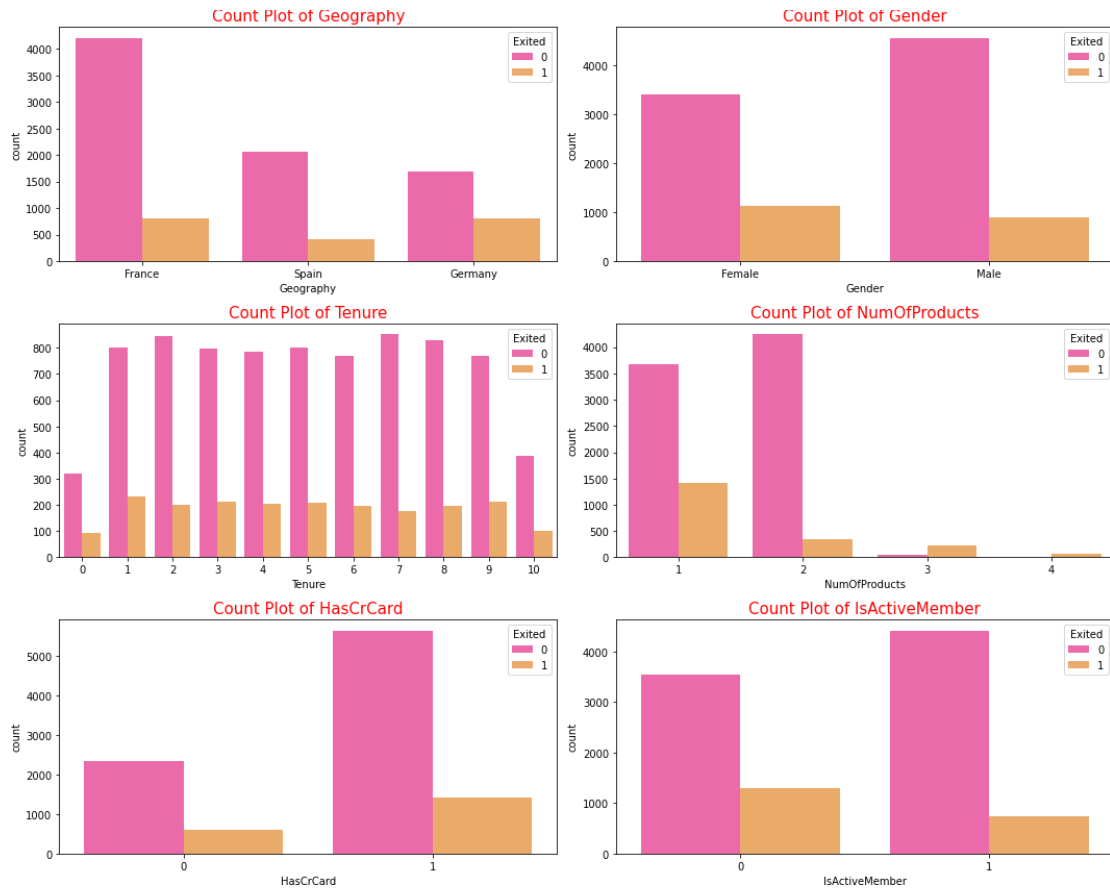 Count Plot of Geography
Exited
0
1
4000
3500
3000
2500
2000
1500
1000
500
0
count
France Spain Germany
Geography
Count Plot of Gender
Exited
0
1
4000
3000
2000
1000
0
count
Female Male
Gender
Count Plot of Tenure
Exited
0
1
800
700
600
500
400
300
200
100
0
count
0 1 2 3 4 5 6 7 8 9 10
Tenure
Count Plot of NumOfProducts
Exited
0
1
4000
3500
3000
2500
2000
1500
1000
500
0
count
1 2 3 4
NumOfProducts
Count Plot of HasCrCard
Exited
0
1
5000
4000
3000
2000
1000
0
count
0 1
HasCrCard
Count Plot of IsActiveMember
Exited
0
1
4000
3000
2000
1000
0
count
0 1
IsActiveMember